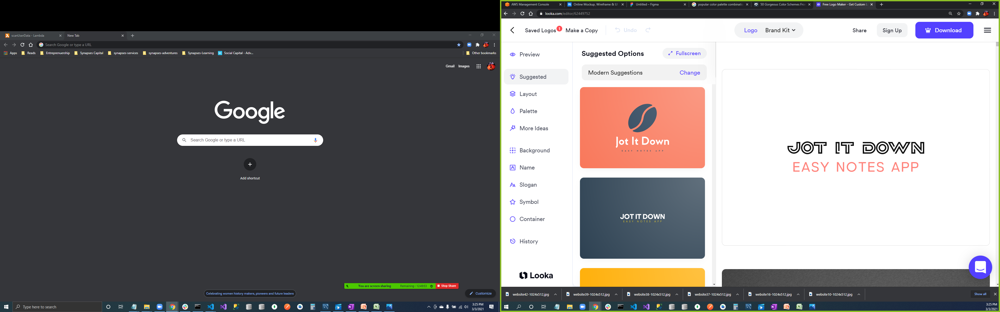 scanUserData - Lambda
New Tab
Search Google or type a URL
Apps
Reads
Entreprenuership
Synapses Capital
synapses-services
synapses-adventures
Synapses-Learning
SC
Social Capital - Adv...
Other bookmarks
Gmail
Images
Google
Search Google or type a URL
Add shortcut
You are screen sharing
Remaining : 12:49:53
Stop Share
Celebrating women history makers, pioneers and future leaders
Customize
Type here to search
3:25 PM
3/3/2021
AWS Management Console
Online Mockup, Wireframe & UI
Untitled – Figma
popular color palette combinatio
50 Gorgeous Color Schemes Fro
Free Logo Maker - Get Custom L
looka.com/editor/62449752
Saved Logos
1
Make a Copy
Undo
Logo
Brand Kit
Share
Sign Up
Download
Preview
Suggested
Layout
Palette
More Ideas
Background
Name
Slogan
Symbol
Container
History
Looka
Suggested Options
Fullscreen
Modern Suggestions
Change
Jot It Down
EASY NOTES APP
JOT IT DOWN
EASY NOTES APP
JOT IT DOWN
EASY NOTES APP
website42-1024x512.jpg
website39-1024x512.jpg
website38-1024x512.jpg
website37-1024x512.jpg
website16-1024x512.jpg
website10-1024x512.jpg
Show all
3:25 PM
3/3/2021